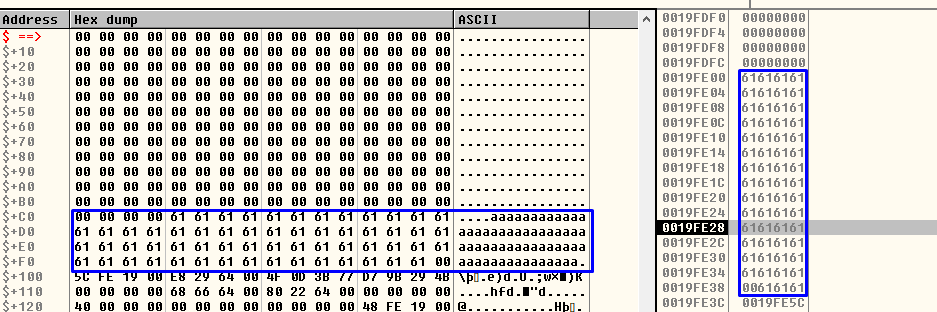 Address Hex dump ASCII
$ ==> 00 00 00 00 00 00 00 00 00 00 00 00 00 00 00 00 ................
$+10 00 00 00 00 00 00 00 00 00 00 00 00 00 00 00 00 ................
$+20 00 00 00 00 00 00 00 00 00 00 00 00 00 00 00 00 ................
$+30 00 00 00 00 00 00 00 00 00 00 00 00 00 00 00 00 ................
$+40 00 00 00 00 00 00 00 00 00 00 00 00 00 00 00 00 ................
$+50 00 00 00 00 00 00 00 00 00 00 00 00 00 00 00 00 ................
$+60 00 00 00 00 00 00 00 00 00 00 00 00 00 00 00 00 ................
$+70 00 00 00 00 00 00 00 00 00 00 00 00 00 00 00 00 ................
$+80 00 00 00 00 00 00 00 00 00 00 00 00 00 00 00 00 ................
$+90 00 00 00 00 00 00 00 00 00 00 00 00 00 00 00 00 ................
$+A0 00 00 00 00 00 00 00 00 00 00 00 00 00 00 00 00 ................
$+B0 00 00 00 00 00 00 00 00 00 00 00 00 00 00 00 00 ................
$+C0 00 00 00 00 61 61 61 61 61 61 61 61 61 61 61 61 ....aaaaaaaaaaaa
$+D0 61 61 61 61 61 61 61 61 61 61 61 61 61 61 61 61 aaaaaaaaaaaaaaaa
$+E0 61 61 61 61 61 61 61 61 61 61 61 61 61 61 61 61 aaaaaaaaaaaaaaaa
$+F0 61 61 61 61 61 61 61 61 61 61 61 61 61 61 61 00 aaaaaaaaaaaaaaa.
$+100 5C FE 19 00 E8 29 64 00 4F 0D 3B 77 D7 9B 29 4B
$+110 00 00 00 00 68 66 64 00 80 22 64 00 00 00 00 00
$+120 40 00 00 00 00 00 00 00 00 00 00 00 48 FE 19 00
0019FDF0 00000000
0019FDF4 00000000
0019FDF8 00000000
0019FDFC 00000000
0019FE00 61616161
0019FE04 61616161
0019FE08 61616161
0019FE0C 61616161
0019FE10 61616161
0019FE14 61616161
0019FE18 61616161
0019FE1C 61616161
0019FE20 61616161
0019FE24 61616161
0019FE28 61616161
0019FE2C 61616161
0019FE30 61616161
0019FE34 61616161
0019FE38 00616161
0019FE3C 0019FE5C